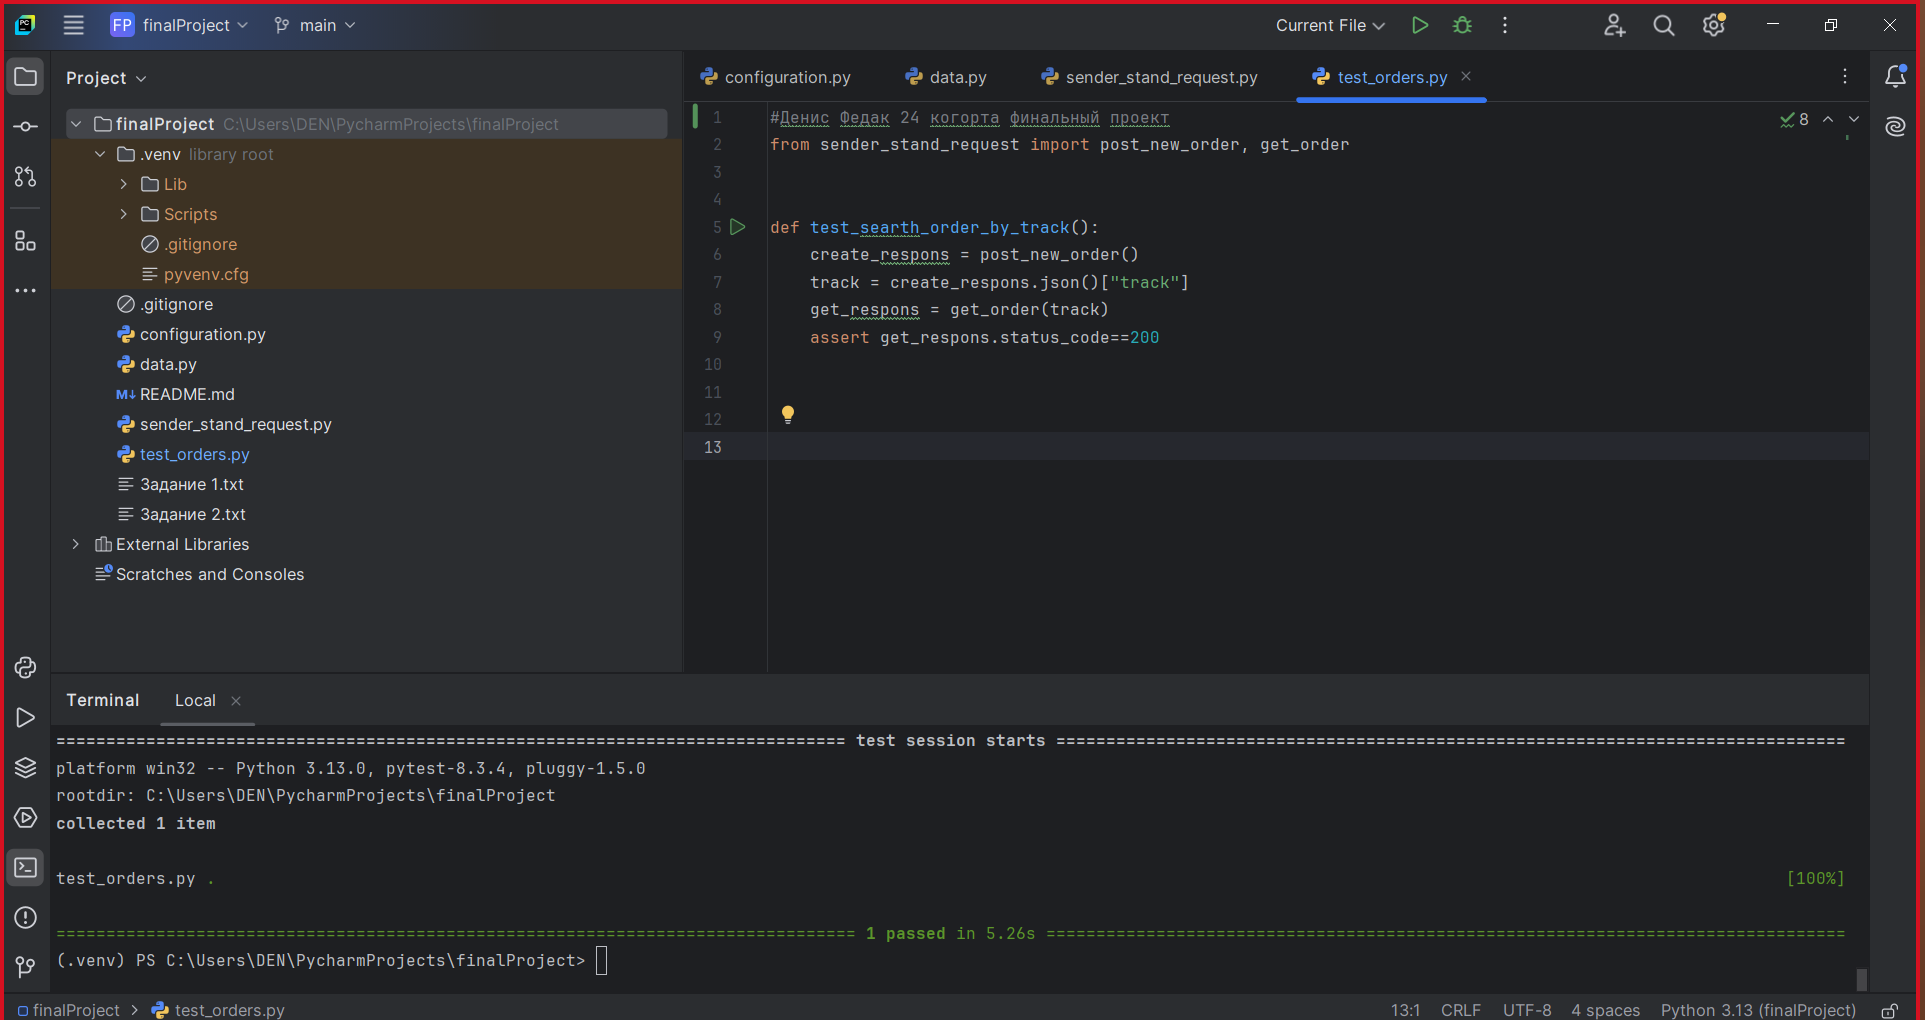 FP finalProject main Current File
Project
finalProject C:\Users\DEN\PycharmProjects\finalProject
.venv library root
Lib
Scripts
.gitignore
pyvenv.cfg
.gitignore
configuration.py
data.py
M↓ README.md
sender_stand_request.py
test_orders.py
Задание 1.txt
Задание 2.txt
External Libraries
Scratches and Consoles
configuration.py data.py sender_stand_request.py test_orders.py
1 #Денис Федак 24 когорта финальный проект
8
2 from sender_stand_request import post_new_order, get_order
3
4
5 def test_searth_order_by_track():
6 create_respons = post_new_order()
7 track = create_respons.json()["track"]
8 get_respons = get_order(track)
9 assert get_respons.status_code==200
10
11
12
13
Terminal Local
=============================================================================== test session starts ===============================================================================
platform win32 -- Python 3.13.0, pytest-8.3.4, pluggy-1.5.0
rootdir: C:\Users\DEN\PycharmProjects\finalProject
collected 1 item
test_orders.py . [100%]
================================================================================ 1 passed in 5.26s ================================================================================
(.venv) PS C:\Users\DEN\PycharmProjects\finalProject>
finalProject > test_orders.py 13:1 CRLF UTF-8 4 spaces Python 3.13 (finalProject)